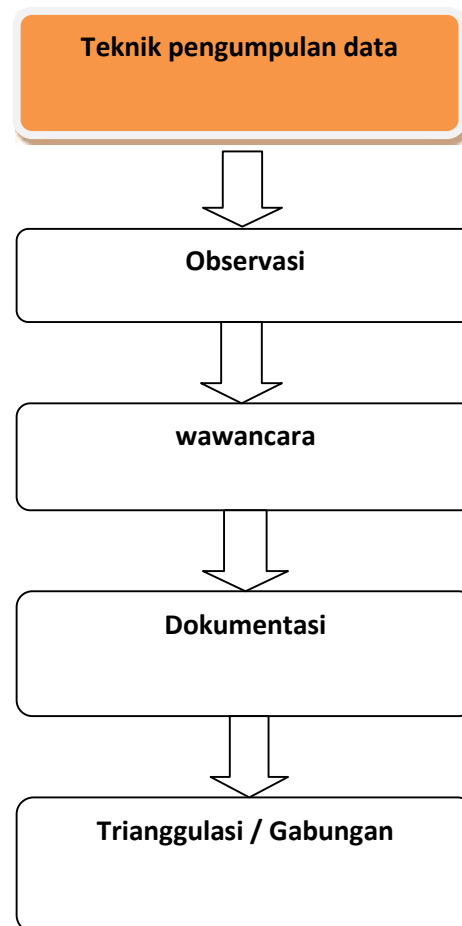 Teknik pengumpulan data
Observasi
wawancara
Dokumentasi
Trianggulasi / Gabungan